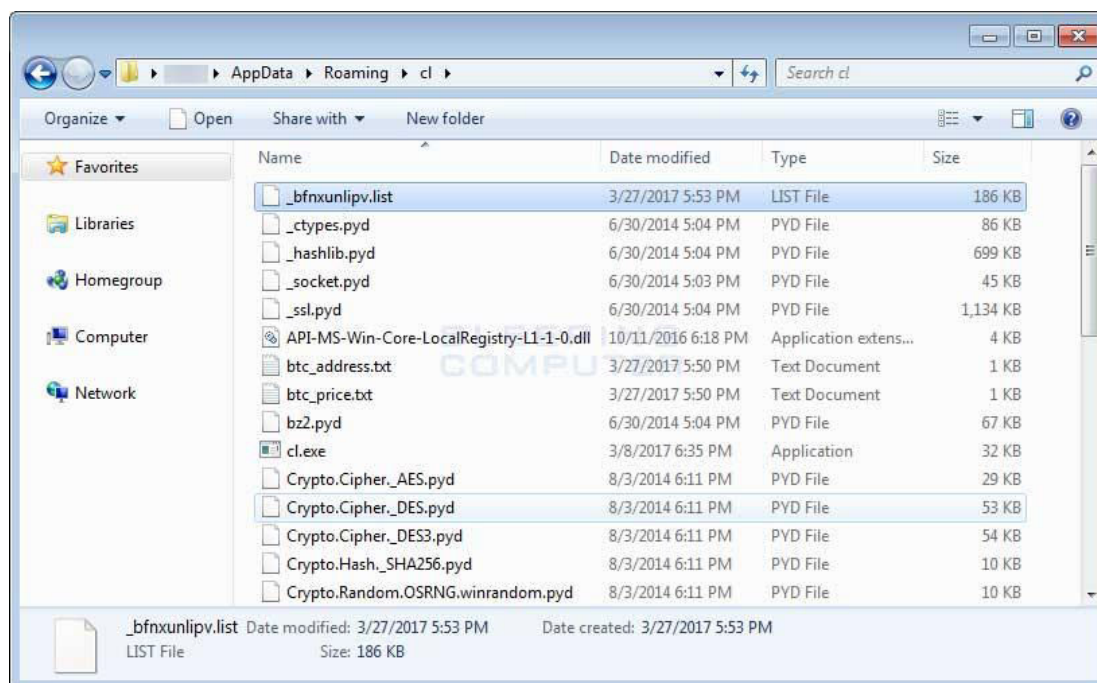 AppData Roaming cl Search cl
Organize Open Share with New folder
Favorites
Libraries
Homegroup
Computer
Network
Name Date modified Type Size
_bfnxunlipv.list 3/27/2017 5:53 PM LIST File 186 KB
_ctypes.pyd 6/30/2014 5:04 PM PYD File 86 KB
_hashlib.pyd 6/30/2014 5:04 PM PYD File 699 KB
_socket.pyd 6/30/2014 5:03 PM PYD File 45 KB
_ssl.pyd 6/30/2014 5:04 PM PYD File 1,134 KB
API-MS-Win-Core-LocalRegistry-L1-1-0.dll 10/11/2016 6:18 PM Application extens... 4 KB
btc_address.txt 3/27/2017 5:50 PM Text Document 1 KB
btc_price.txt 3/27/2017 5:50 PM Text Document 1 KB
bz2.pyd 6/30/2014 5:04 PM PYD File 67 KB
cl.exe 3/8/2017 6:35 PM Application 32 KB
Crypto.Cipher._AES.pyd 8/3/2014 6:11 PM PYD File 29 KB
Crypto.Cipher._DES.pyd 8/3/2014 6:11 PM PYD File 53 KB
Crypto.Cipher._DES3.pyd 8/3/2014 6:11 PM PYD File 54 KB
Crypto.Hash._SHA256.pyd 8/3/2014 6:11 PM PYD File 10 KB
Crypto.Random.OSRNG.winrandom.pyd 8/3/2014 6:11 PM PYD File 10 KB
_bfnxunlipv.list Date modified: 3/27/2017 5:53 PM Date created: 3/27/2017 5:53 PM
LIST File Size: 186 KB
COMPUTER